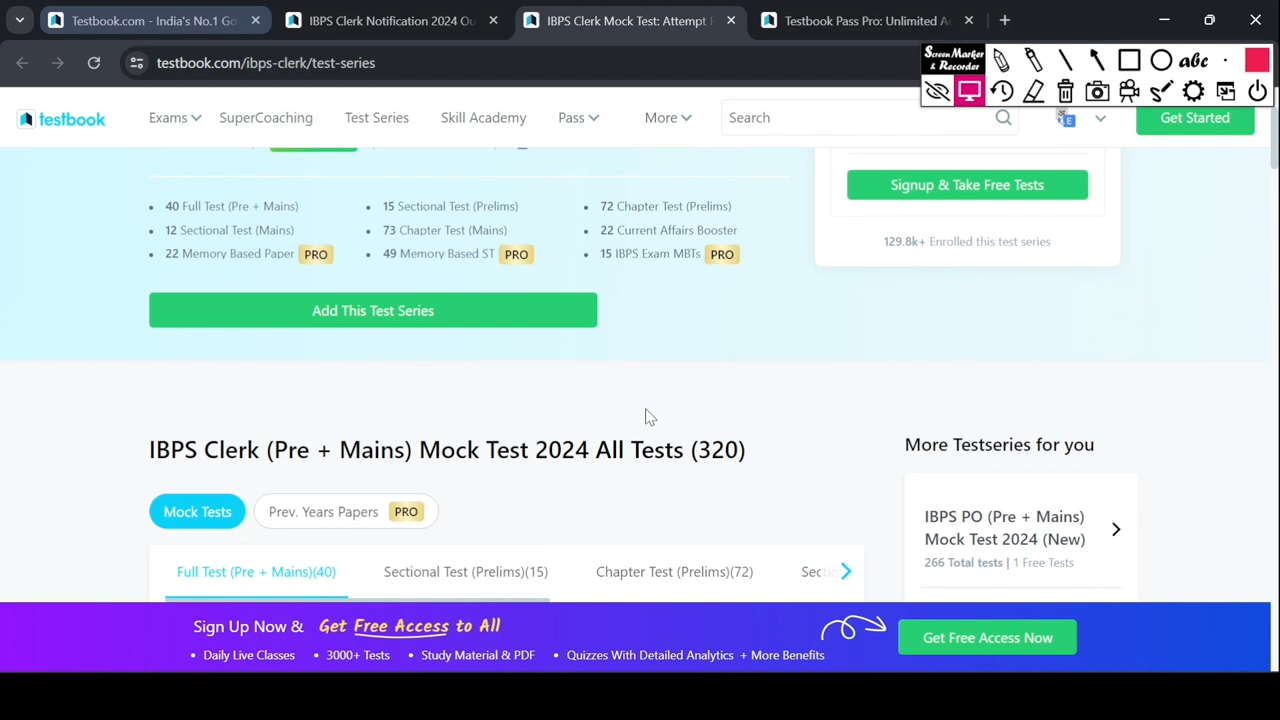 Testbook.com - India's No.1 Go
IBPS Clerk Notification 2024 Ou
IBPS Clerk Mock Test: Attempt F
Testbook Pass Pro: Unlimited Ac
testbook.com/ibps-clerk/test-series
Screen Marker
& Recorder
abc
testbook
Exams
SuperCoaching
Test Series
Skill Academy
Pass
More
Search
E
Get Started
40 Full Test (Pre + Mains)
15 Sectional Test (Prelims)
72 Chapter Test (Prelims)
12 Sectional Test (Mains)
73 Chapter Test (Mains)
22 Current Affairs Booster
22 Memory Based Paper PRO
49 Memory Based ST PRO
15 IBPS Exam MBTs PRO
Signup & Take Free Tests
129.8k+ Enrolled this test series
Add This Test Series
IBPS Clerk (Pre + Mains) Mock Test 2024 All Tests (320)
More Testseries for you
Mock Tests
Prev. Years Papers PRO
IBPS PO (Pre + Mains)
Mock Test 2024 (New)
266 Total tests | 1 Free Tests
Full Test (Pre + Mains)(40)
Sectional Test (Prelims)(15)
Chapter Test (Prelims)(72)
Sectio
Sign Up Now & Get Free Access to All
• Daily Live Classes • 3000+ Tests • Study Material & PDF • Quizzes With Detailed Analytics + More Benefits
Get Free Access Now